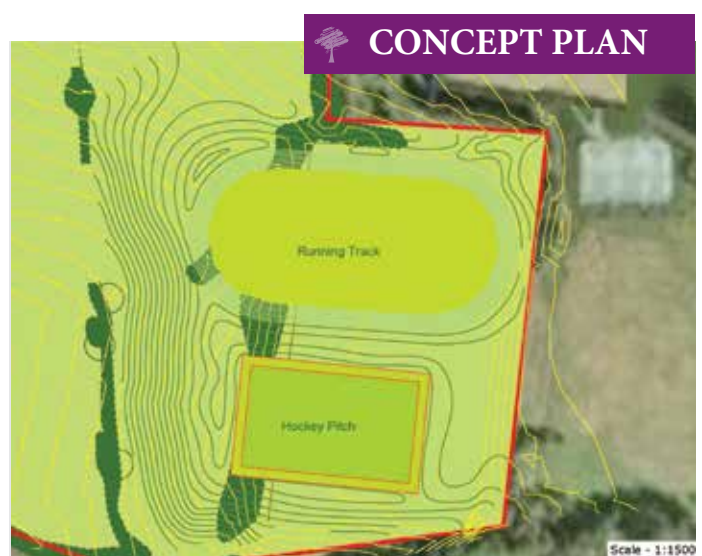 CONCEPT PLAN
Running Track
Hockey Pitch
Scale - 1:1500